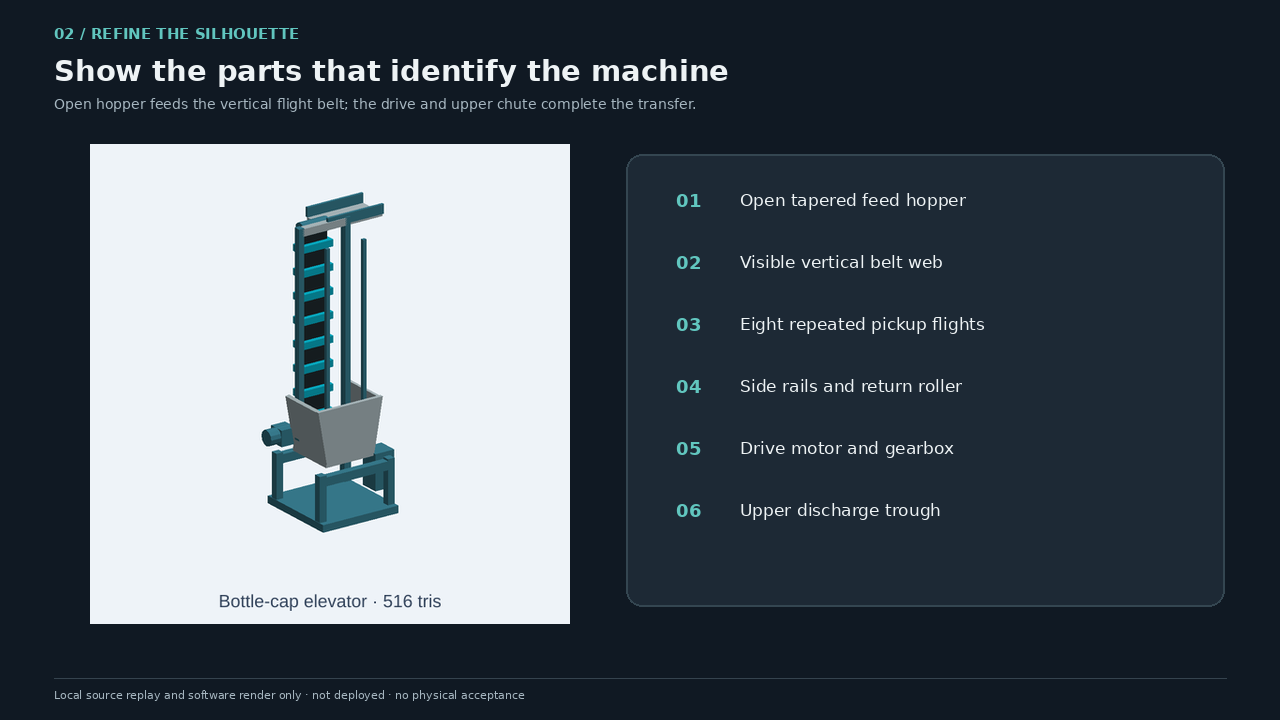 02 / REFINE THE SILHOUETTE
Show the parts that identify the machine
Open hopper feeds the vertical flight belt; the drive and upper chute complete the transfer.
01 Open tapered feed hopper
02 Visible vertical belt web
03 Eight repeated pickup flights
04 Side rails and return roller
05 Drive motor and gearbox
06 Upper discharge trough
Bottle-cap elevator · 516 tris
Local source replay and software render only · not deployed · no physical acceptance